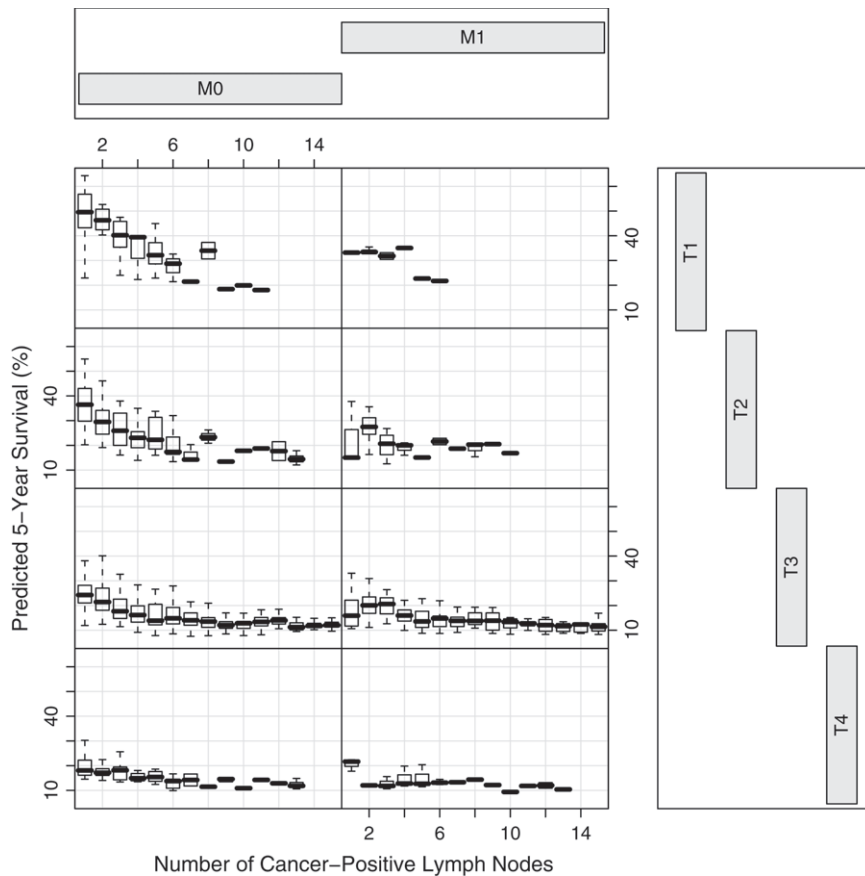 M1
M0
2 6 10 14
40
10
T1
40
10
T2
40
10
T3
40
10
T4
2 6 10 14
Predicted 5-Year Survival (%)
Number of Cancer-Positive Lymph Nodes